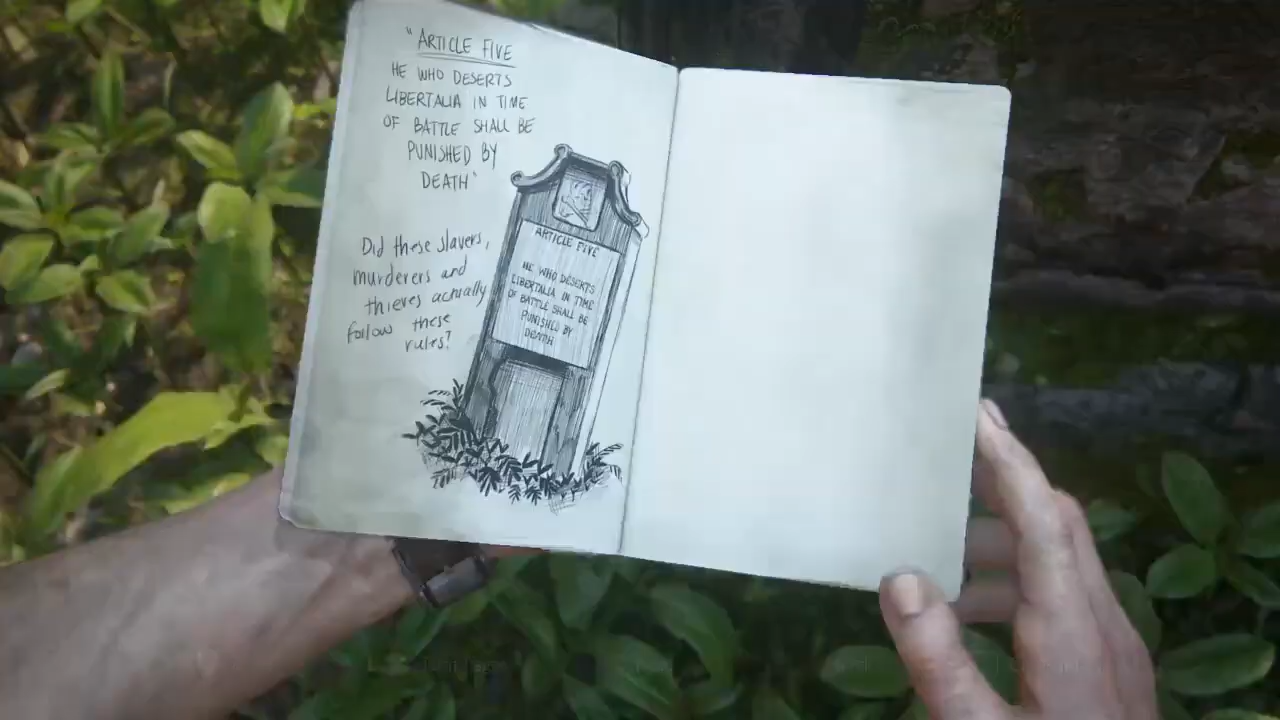 "ARTICLE FIVE
HE WHO DESERTS
LIBERTALIA IN TIME
OF BATTLE SHALL BE
PUNISHED BY
DEATH"
Did these slavers,
murderers and
thieves actually
follow these
rules?
ARTICLE FIVE
HE WHO DESERTS
LIBERTALIA IN TIME
OF BATTLE SHALL BE
PUNISHED BY
DEATH